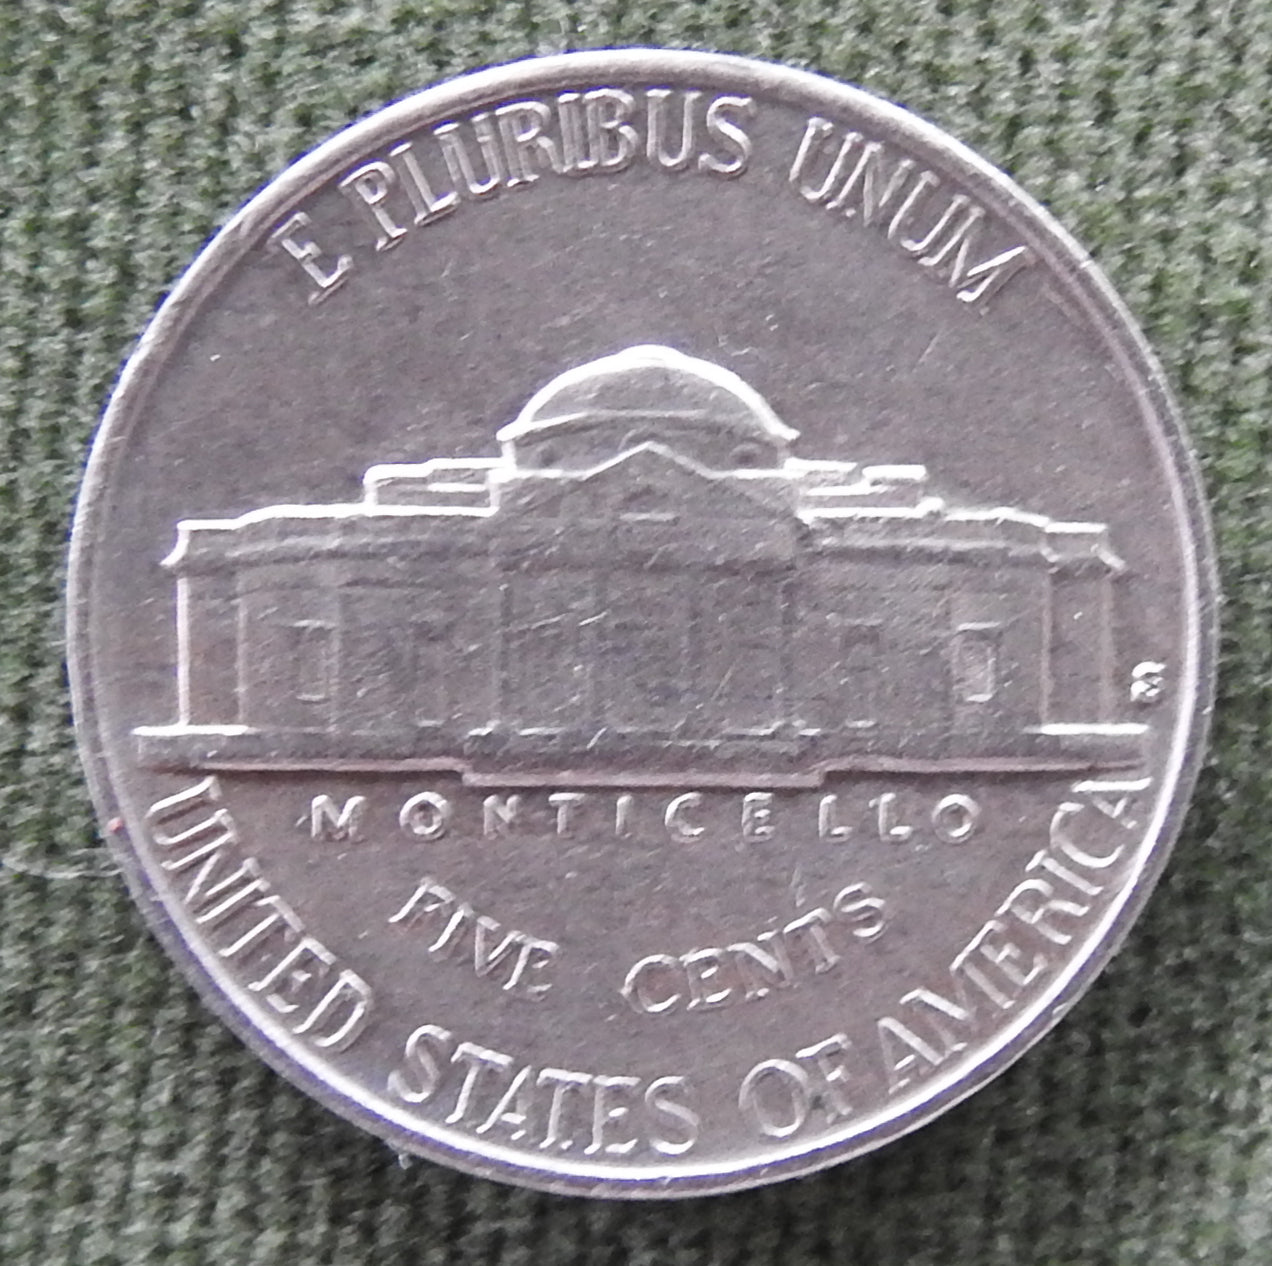 E PLURIBUS UNUM
MONTICELLO
FIVE CENTS
UNITED STATES OF AMERICA